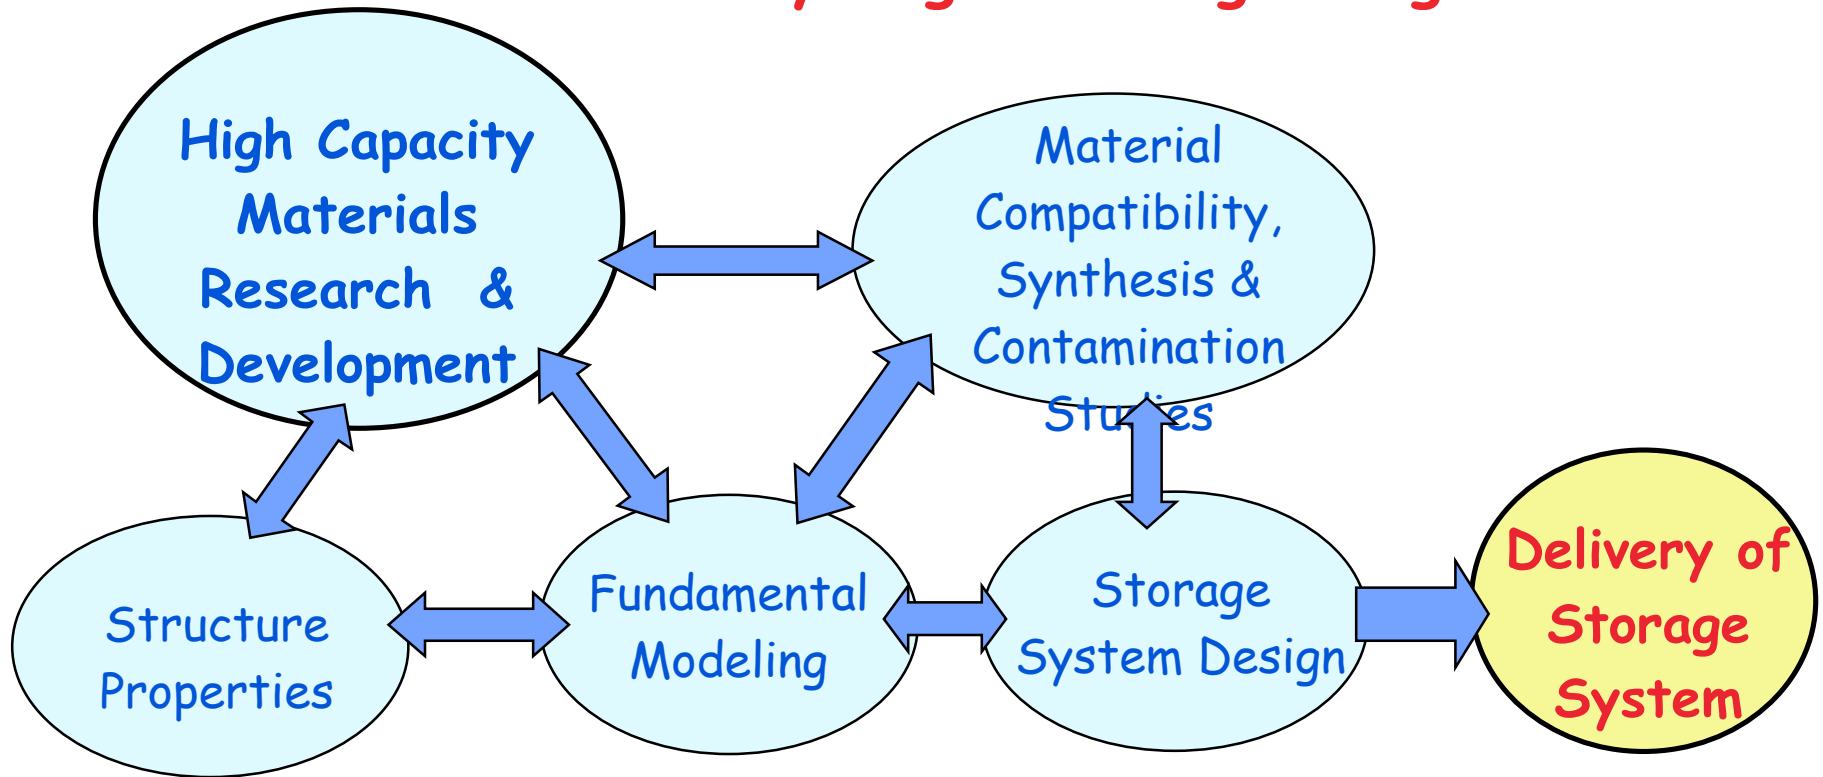 High Capacity
Materials
Research &
Development
Material
Compatibility,
Synthesis &
Contamination
Studies
Structure
Properties
Fundamental
Modeling
Storage
System Design
Delivery of
Storage
System